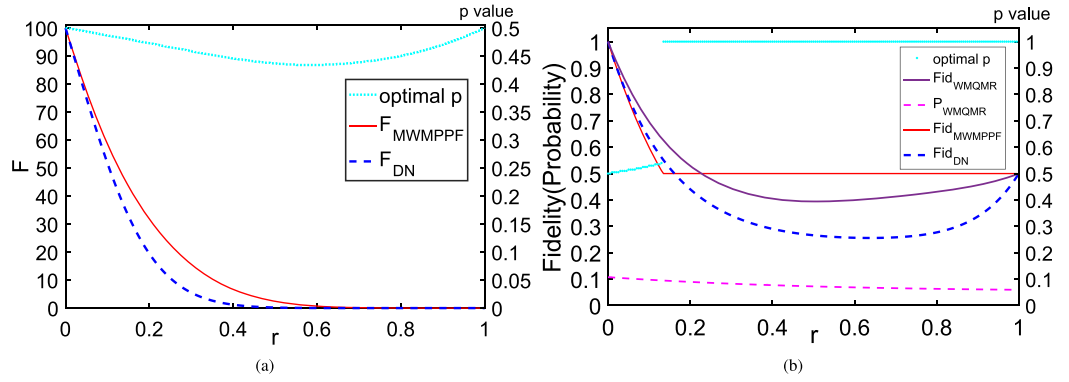 p value
100
90
80
70
60
50
40
30
20
10
0
F
0.5
0.45
0.4
0.35
0.3
0.25
0.2
0.15
0.1
0.05
0
optimal p
F_MWMPPF
F_DN
0 0.2 0.4 0.6 0.8 1
r
(a)
p value
1
0.9
0.8
0.7
0.6
0.5
0.4
0.3
0.2
0.1
0
Fidelity(Probability)
1
0.9
0.8
0.7
0.6
0.5
0.4
0.3
0.2
0.1
0
optimal p
Fid_WMQMR
P_WMQMR
Fid_MWMPPF
Fid_DN
0 0.2 0.4 0.6 0.8 1
r
(b)